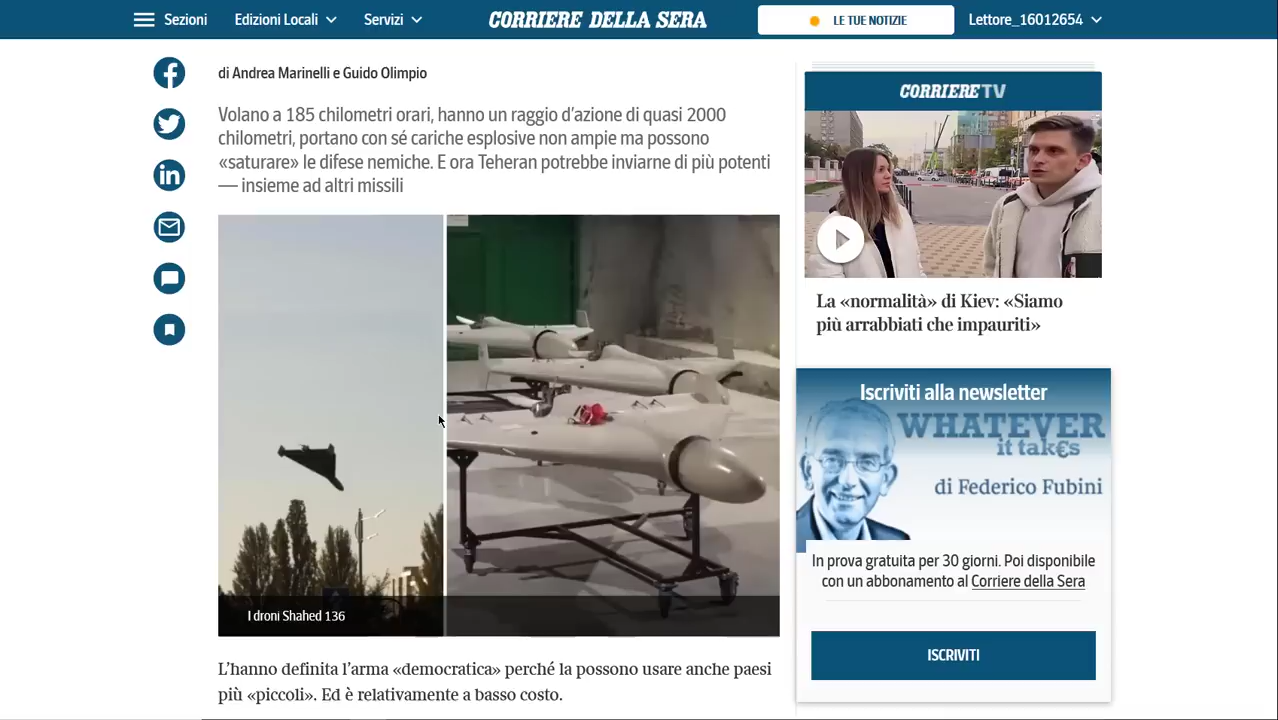 Sezioni
Edizioni Locali
Servizi
CORRIERE DELLA SERA
LE TUE NOTIZIE
Lettore_16012654
di Andrea Marinelli e Guido Olimpio
Volano a 185 chilometri orari, hanno un raggio d’azione di quasi 2000
chilometri, portano con sé cariche esplosive non ampie ma possono
«saturare» le difese nemiche. E ora Teheran potrebbe inviarne di più potenti
— insieme ad altri missili
I droni Shahed 136
L’hanno definita l’arma «democratica» perché la possono usare anche paesi
più «piccoli». Ed è relativamente a basso costo.
CORRIERE TV
La «normalità» di Kiev: «Siamo
più arrabbiati che impauriti»
Iscriviti alla newsletter
WHATEVER
it tak€s
di Federico Fubini
In prova gratuita per 30 giorni. Poi disponibile
con un abbonamento al Corriere della Sera
ISCRIVITI